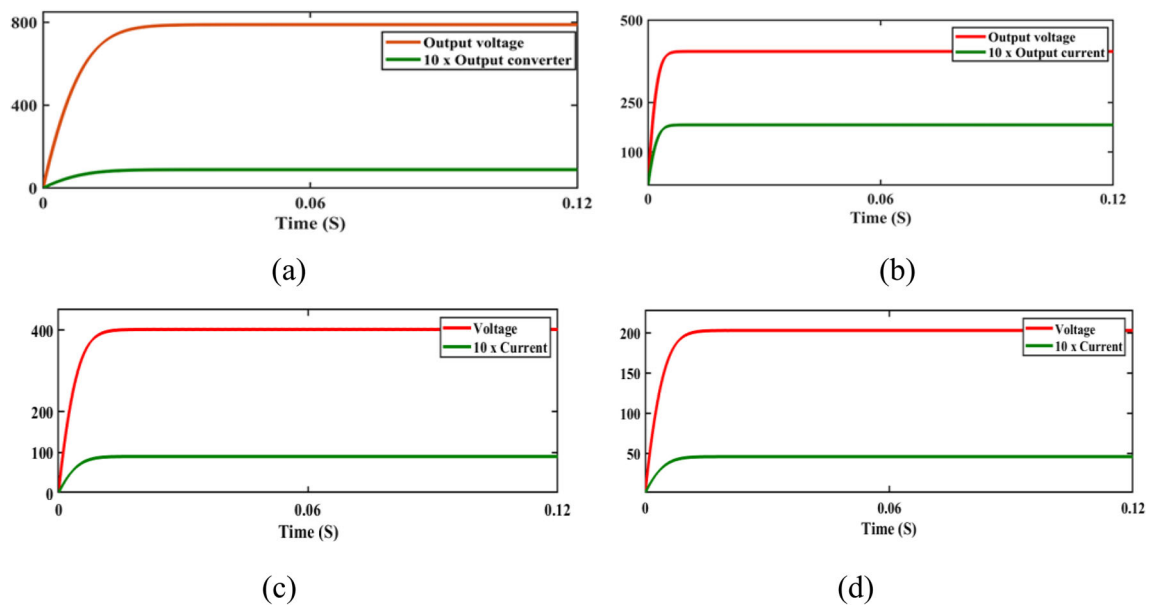 800
Output voltage
10 x Output converter
400
0
0
0.06
0.12
Time (S)
(a)
500
Output voltage
10 x Output current
250
100
0
0.06
0.12
Time (S)
(b)
400
Voltage
10 x Current
200
100
0
0
0.06
0.12
Time (S)
(c)
200
Voltage
10 x Current
150
100
50
0
0.06
0.12
Time (S)
(d)